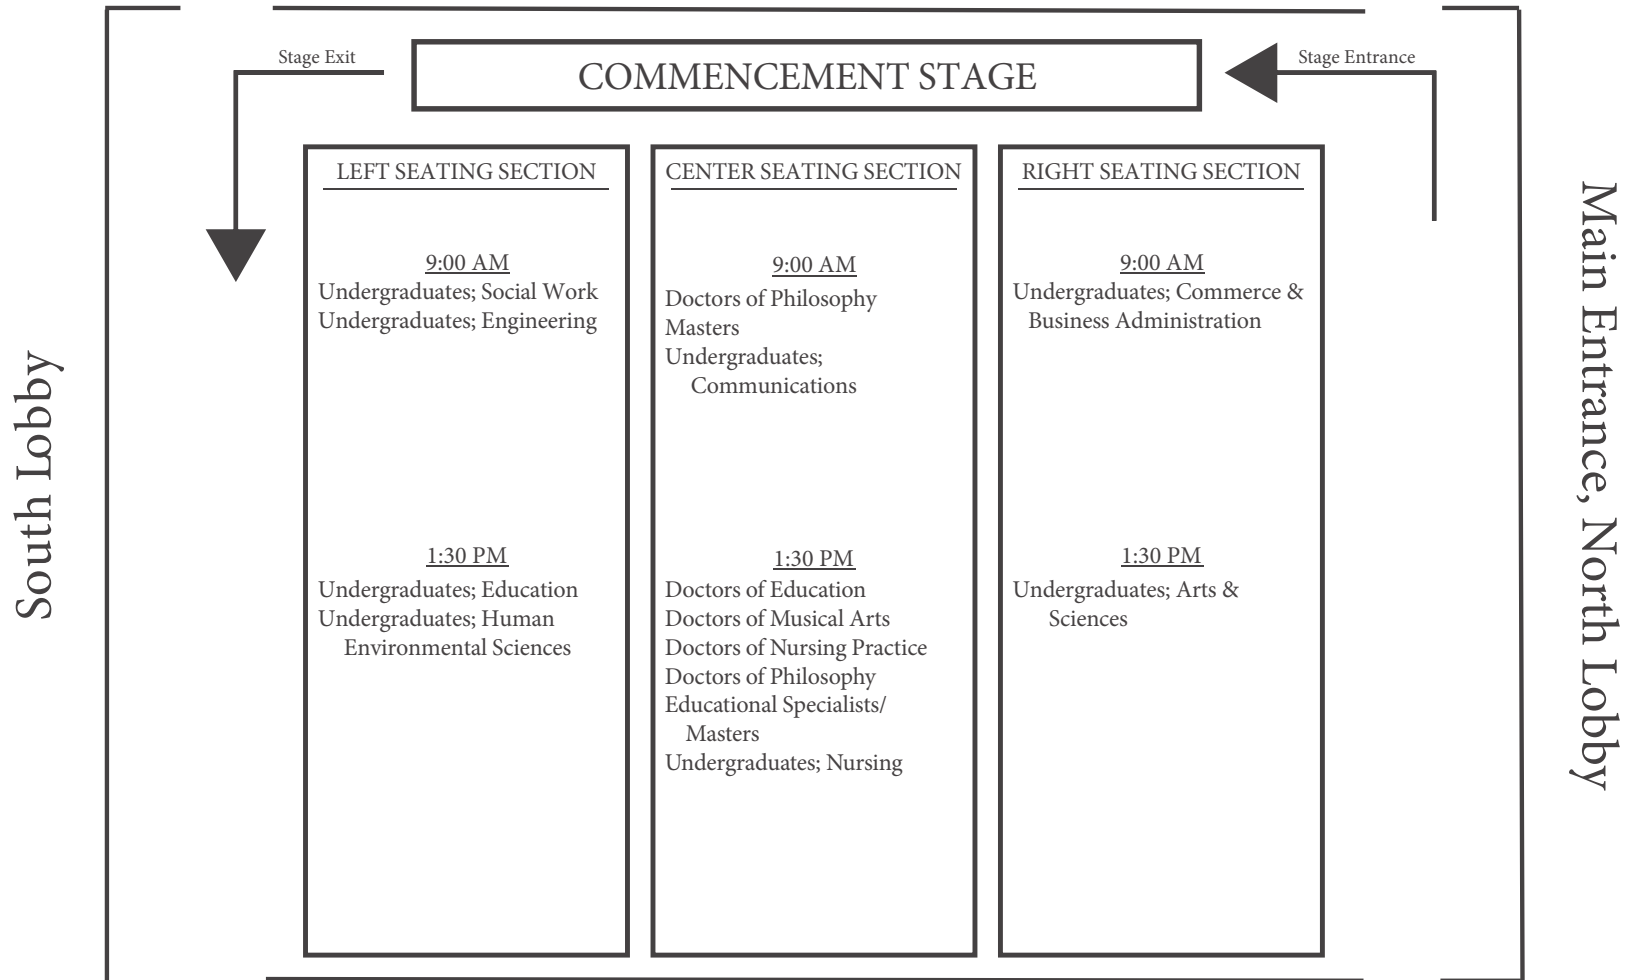 Stage Exit
COMMENCEMENT STAGE
Stage Entrance
LEFT SEATING SECTION
9:00 AM
Undergraduates; Social Work
Undergraduates; Engineering
1:30 PM
Undergraduates; Education
Undergraduates; Human
Environmental Sciences
CENTER SEATING SECTION
9:00 AM
Doctors of Philosophy
Masters
Undergraduates;
Communications
1:30 PM
Doctors of Education
Doctors of Musical Arts
Doctors of Nursing Practice
Doctors of Philosophy
Educational Specialists/
Masters
Undergraduates; Nursing
RIGHT SEATING SECTION
9:00 AM
Undergraduates; Commerce &
Business Administration
1:30 PM
Undergraduates; Arts &
Sciences
South Lobby
Main Entrance, North Lobby